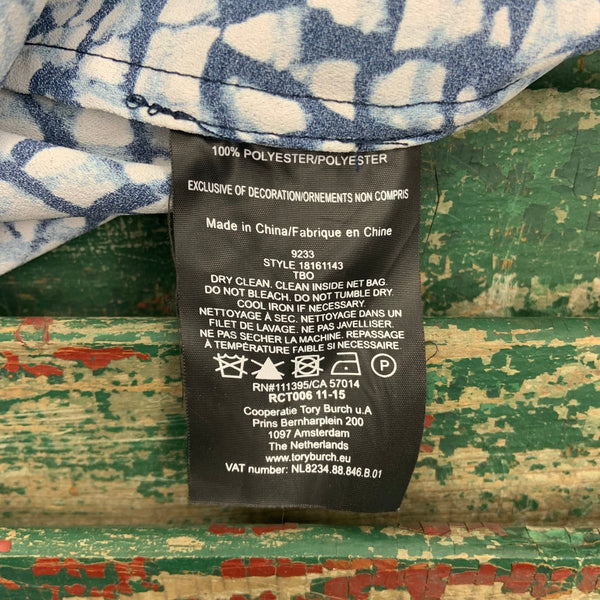 100% POLYESTER/POLYESTER
EXCLUSIVE OF DECORATION/ORNEMENTS NON COMPRIS
Made in China/Fabrique en Chine
9233
STYLE 18161143
TBO
DRY CLEAN. CLEAN INSIDE NET BAG.
DO NOT BLEACH. DO NOT TUMBLE DRY.
COOL IRON IF NECESSARY.
NETTOYAGE À SEC. NETTOYAGE DANS UN
FILET DE LAVAGE. NE PAS JAVELLISER.
NE PAS SÉCHER LA MACHINE. REPASSAGE
À TEMPÉRATURE FAIBLE SI NÉCESSAIRE.
P
RN#111395/CA 57014
RCT006 11-15
Cooperatie Tory Burch u.A
Prins Bernharplein 200
1097 Amsterdam
The Netherlands
www.toryburch.eu
VAT number: NL8234.88.846.B.01